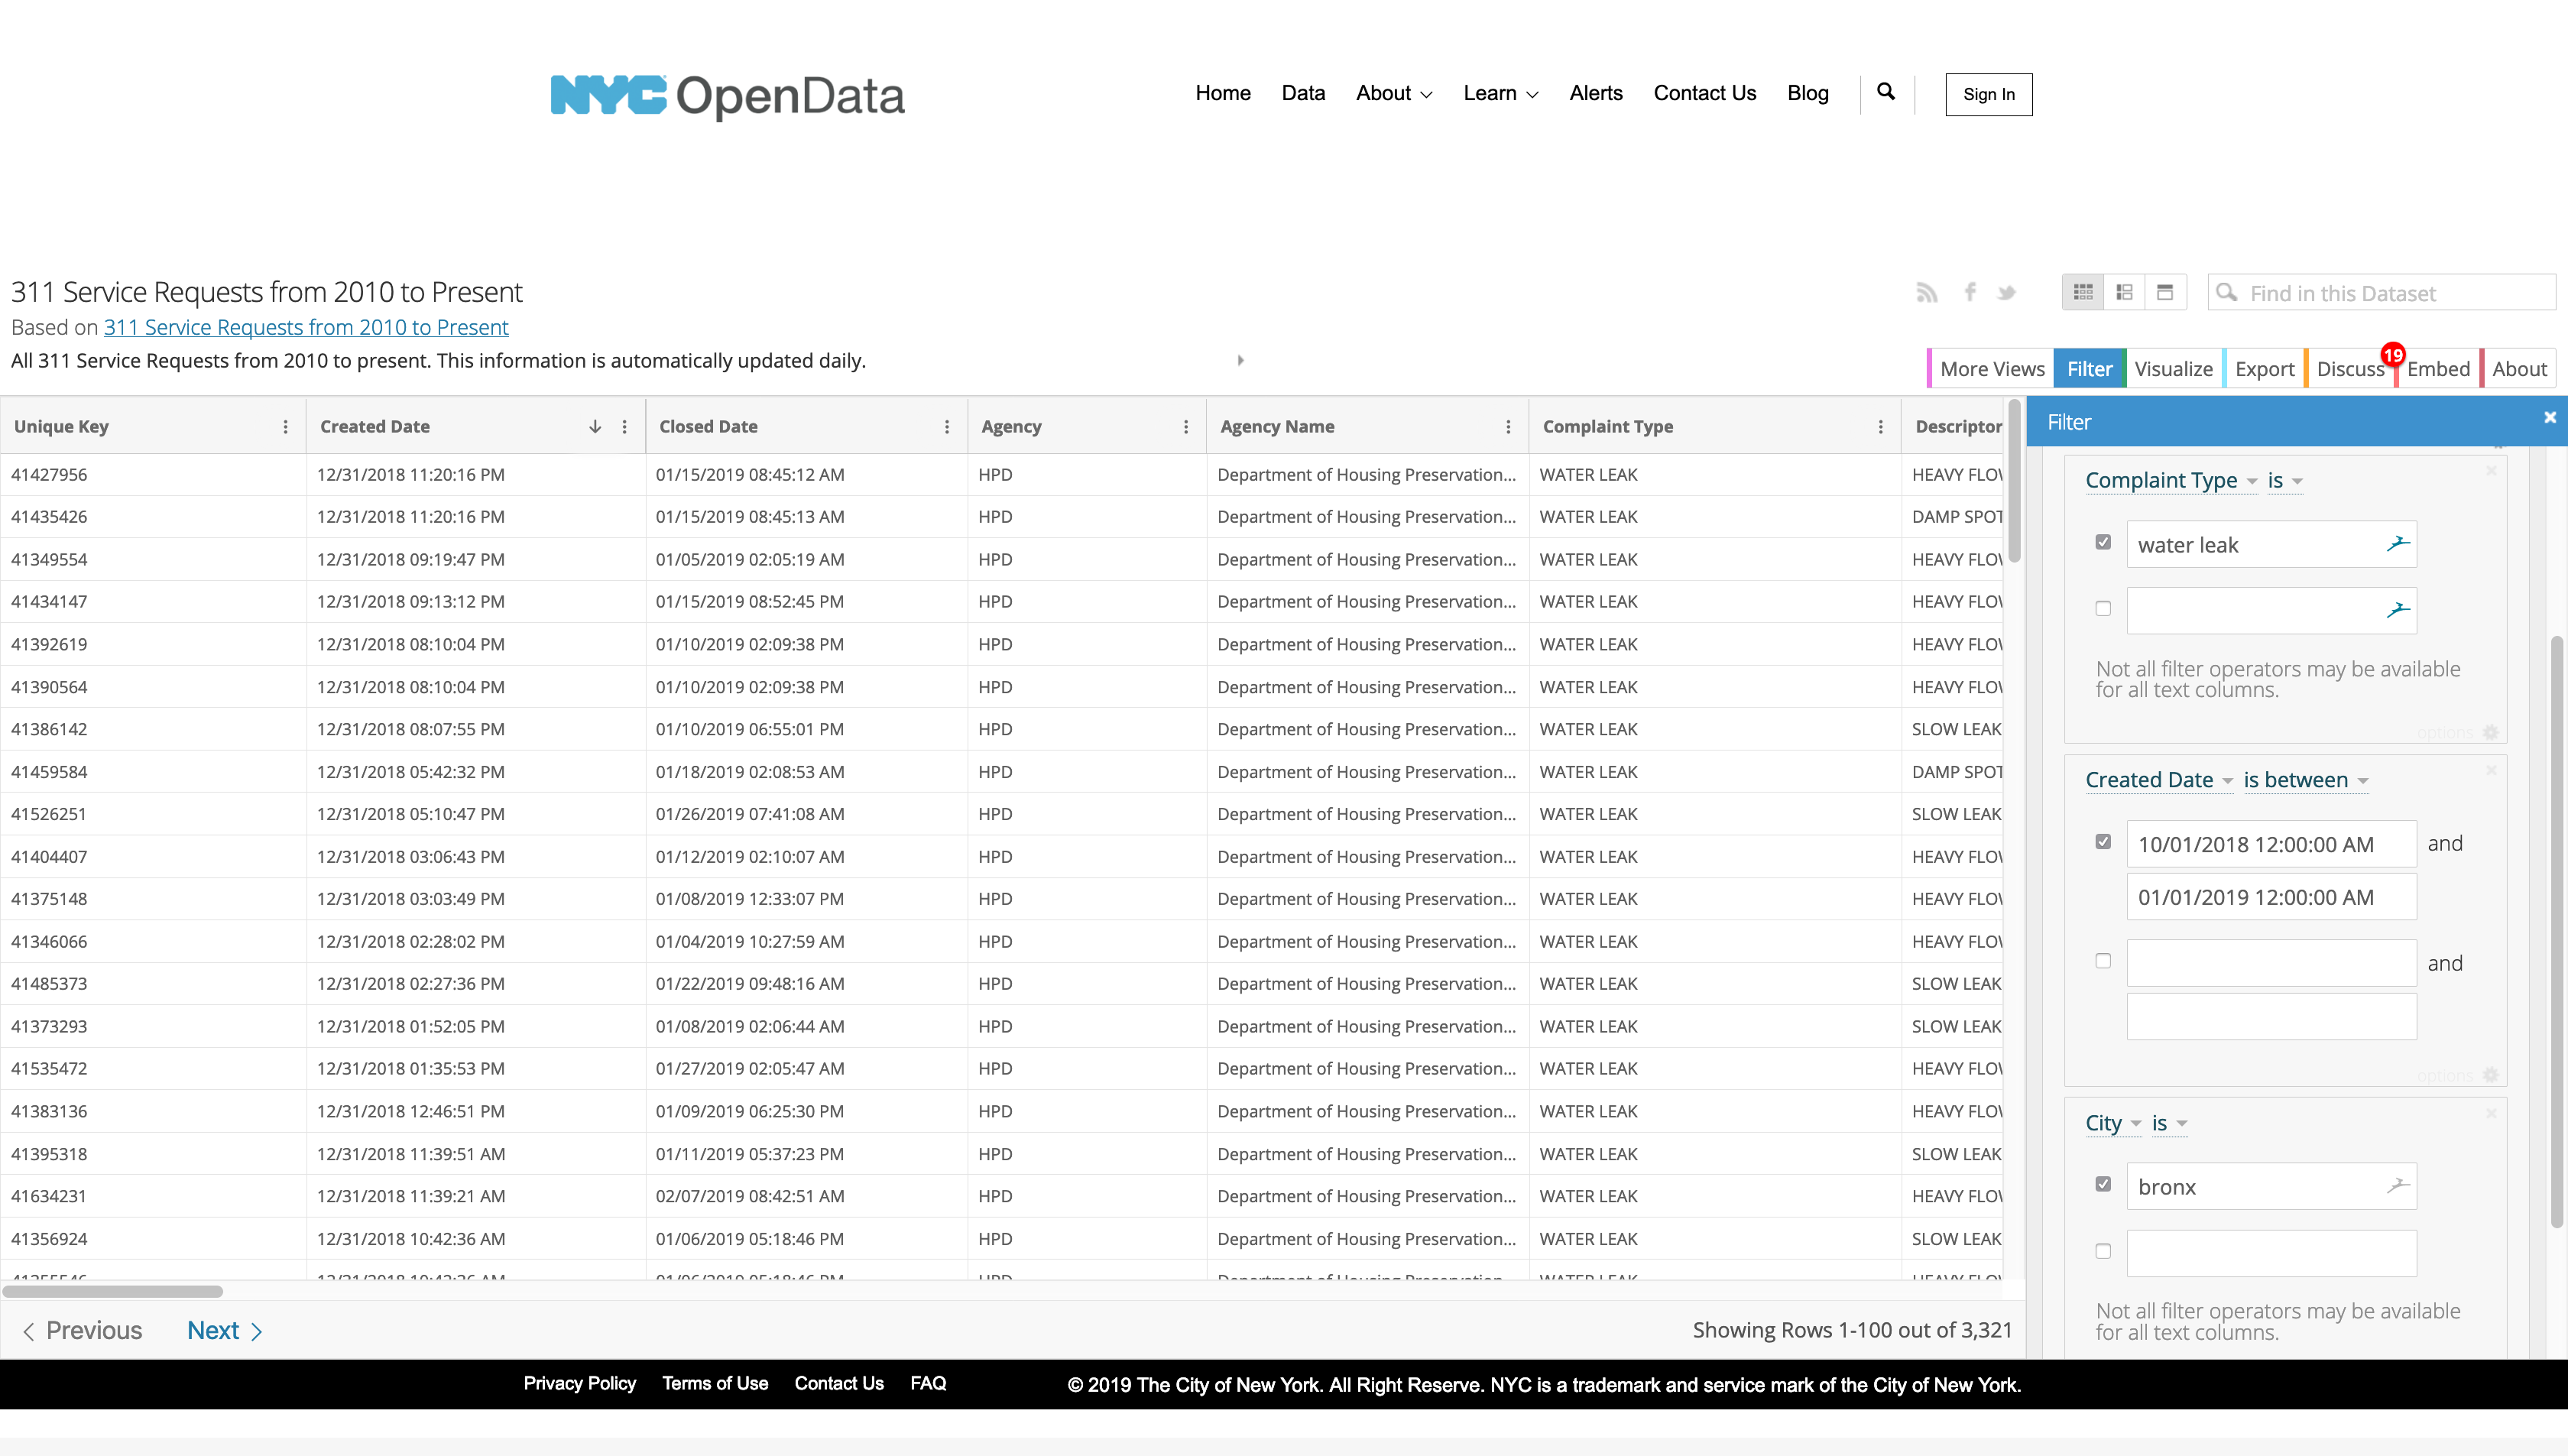 NYC OpenData
Home Data About Learn Alerts Contact Us Blog Sign In
311 Service Requests from 2010 to Present
Based on 311 Service Requests from 2010 to Present
All 311 Service Requests from 2010 to present. This information is automatically updated daily.
Find in this Dataset
More Views Filter Visualize Export Discuss 19 Embed About
Unique Key Created Date Closed Date Agency Agency Name Complaint Type Descriptor
41427956 12/31/2018 11:20:16 PM 01/15/2019 08:45:12 AM HPD Department of Housing Preservation... WATER LEAK HEAVY FLOW
41435426 12/31/2018 11:20:16 PM 01/15/2019 08:45:13 AM HPD Department of Housing Preservation... WATER LEAK DAMP SPOT
41349554 12/31/2018 09:19:47 PM 01/05/2019 02:05:19 AM HPD Department of Housing Preservation... WATER LEAK HEAVY FLOW
41434147 12/31/2018 09:13:12 PM 01/15/2019 08:52:45 PM HPD Department of Housing Preservation... WATER LEAK HEAVY FLOW
41392619 12/31/2018 08:10:04 PM 01/10/2019 02:09:38 PM HPD Department of Housing Preservation... WATER LEAK HEAVY FLOW
41390564 12/31/2018 08:10:04 PM 01/10/2019 02:09:38 PM HPD Department of Housing Preservation... WATER LEAK HEAVY FLOW
41386142 12/31/2018 08:07:55 PM 01/10/2019 06:55:01 PM HPD Department of Housing Preservation... WATER LEAK SLOW LEAK
41459584 12/31/2018 05:42:32 PM 01/18/2019 02:08:53 AM HPD Department of Housing Preservation... WATER LEAK DAMP SPOT
41526251 12/31/2018 05:10:47 PM 01/26/2019 07:41:08 AM HPD Department of Housing Preservation... WATER LEAK SLOW LEAK
41404407 12/31/2018 03:06:43 PM 01/12/2019 02:10:07 AM HPD Department of Housing Preservation... WATER LEAK HEAVY FLOW
41375148 12/31/2018 03:03:49 PM 01/08/2019 12:33:07 PM HPD Department of Housing Preservation... WATER LEAK HEAVY FLOW
41346066 12/31/2018 02:28:02 PM 01/04/2019 10:27:59 AM HPD Department of Housing Preservation... WATER LEAK HEAVY FLOW
41485373 12/31/2018 02:27:36 PM 01/22/2019 09:48:16 AM HPD Department of Housing Preservation... WATER LEAK SLOW LEAK
41373293 12/31/2018 01:52:05 PM 01/08/2019 02:06:44 AM HPD Department of Housing Preservation... WATER LEAK SLOW LEAK
41535472 12/31/2018 01:35:53 PM 01/27/2019 02:05:47 AM HPD Department of Housing Preservation... WATER LEAK HEAVY FLOW
41383136 12/31/2018 12:46:51 PM 01/09/2019 06:25:30 PM HPD Department of Housing Preservation... WATER LEAK HEAVY FLOW
41395318 12/31/2018 11:39:51 AM 01/11/2019 05:37:23 PM HPD Department of Housing Preservation... WATER LEAK SLOW LEAK
41634231 12/31/2018 11:39:21 AM 02/07/2019 08:42:51 AM HPD Department of Housing Preservation... WATER LEAK HEAVY FLOW
41356924 12/31/2018 10:42:36 AM 01/06/2019 05:18:46 PM HPD Department of Housing Preservation... WATER LEAK SLOW LEAK
Previous Next
Showing Rows 1-100 out of 3,321
Filter
Complaint Type is
water leak
Not all filter operators may be available
for all text columns.
options
Created Date is between
10/01/2018 12:00:00 AM and
01/01/2019 12:00:00 AM
and
options
City is
bronx
Not all filter operators may be available
for all text columns.
Privacy Policy Terms of Use Contact Us FAQ © 2019 The City of New York. All Right Reserve. NYC is a trademark and service mark of the City of New York.